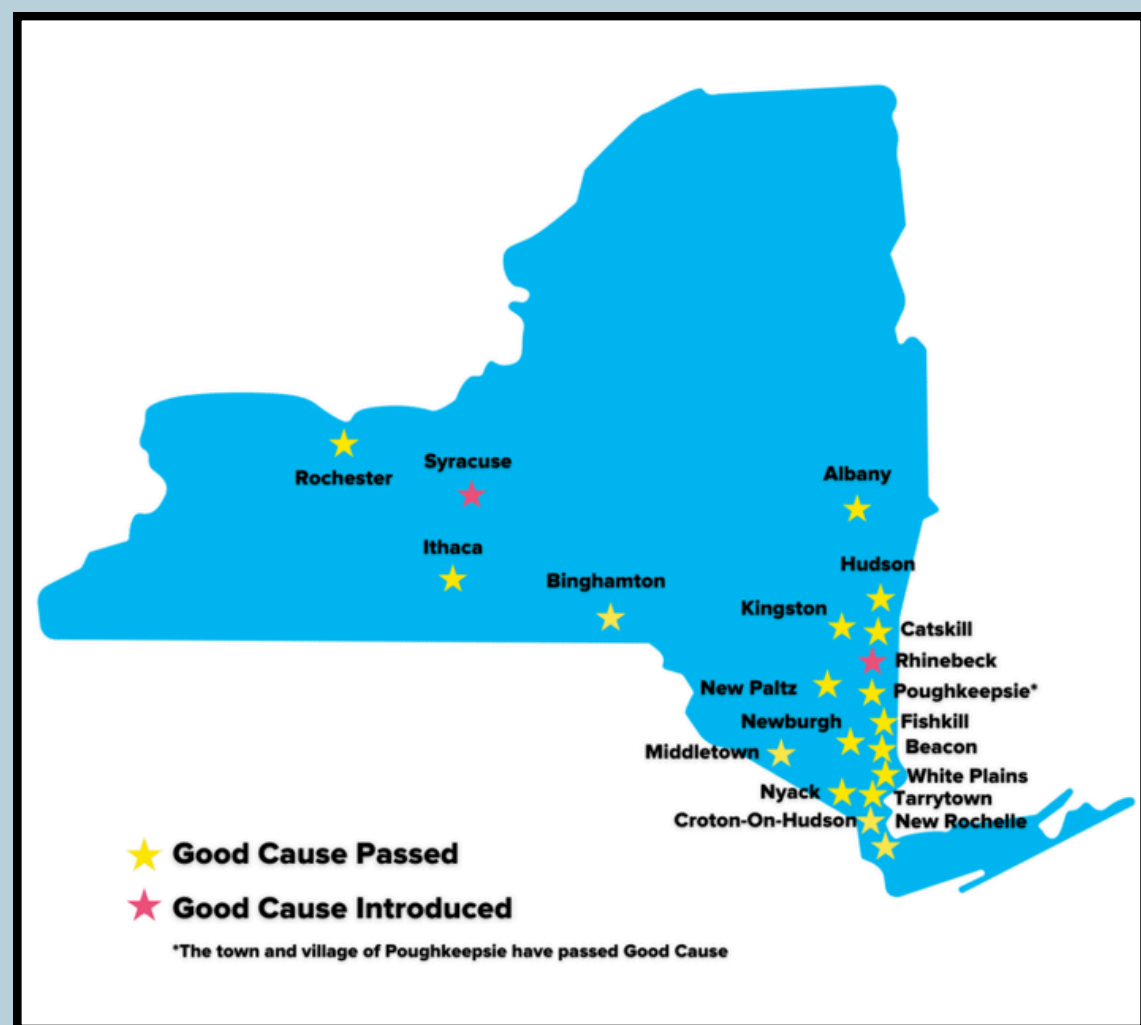 Syracuse
Rochester
Albany
Ithaca
Hudson
Binghamton
Kingston
Catskill
Rhinebeck
New Paltz
Poughkeepsie*
Newburgh
Fishkill
Middletown
Beacon
White Plains
Nyack
Tarrytown
Croton-On-Hudson
New Rochelle
Good Cause Passed
Good Cause Introduced
*The town and village of Poughkeepsie have passed Good Cause